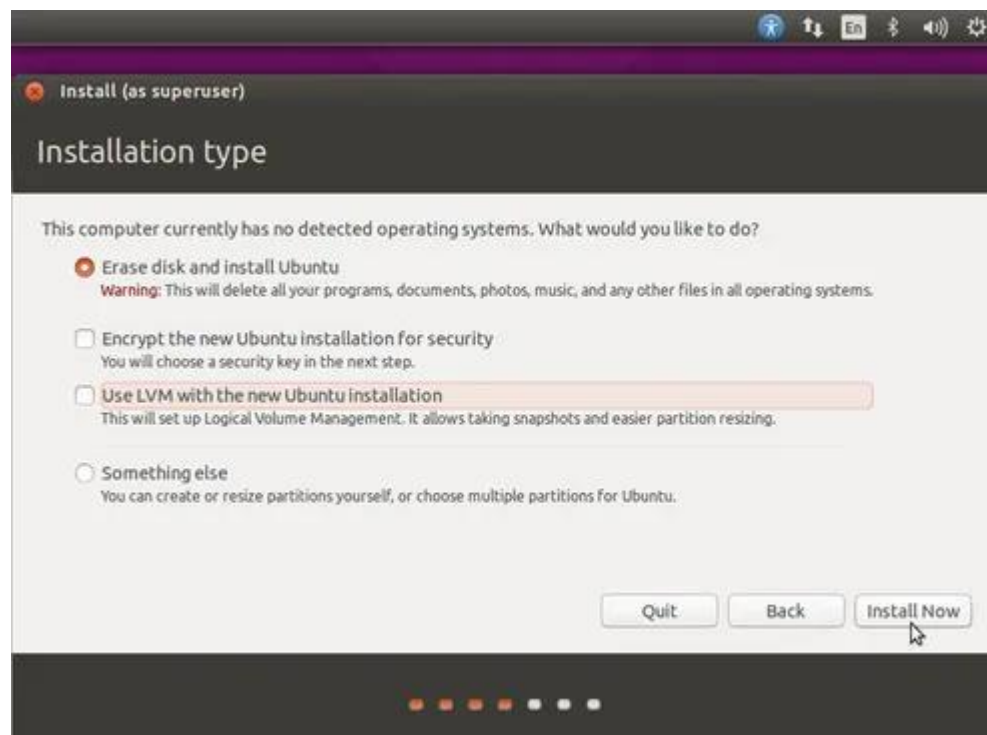 En
Install (as superuser)
Installation type
This computer currently has no detected operating systems. What would you like to do?
Erase disk and install Ubuntu
Warning: This will delete all your programs, documents, photos, music, and any other files in all operating systems.
Encrypt the new Ubuntu installation for security
You will choose a security key in the next step.
Use LVM with the new Ubuntu installation
This will set up Logical Volume Management. It allows taking snapshots and easier partition resizing.
Something else
You can create or resize partitions yourself, or choose multiple partitions for Ubuntu.
Quit Back Install Now